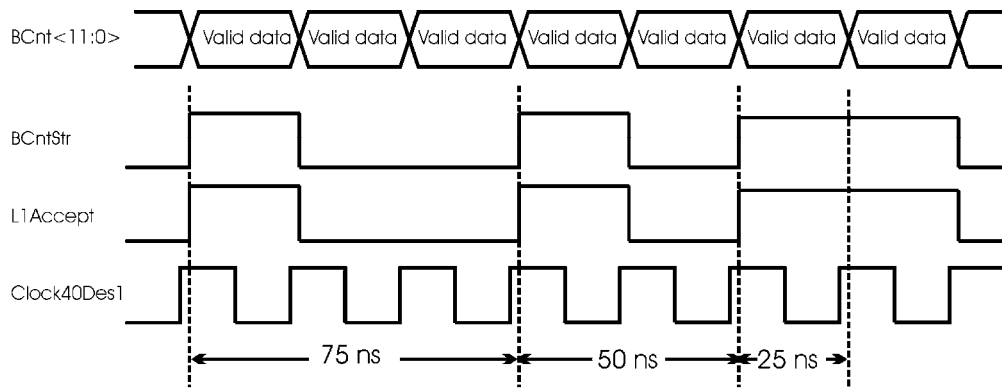 BCnt<11:0>
Valid data Valid data Valid data Valid data Valid data Valid data Valid data
BCntStr
L1Accept
Clock40Des1
75 ns 50 ns 25 ns